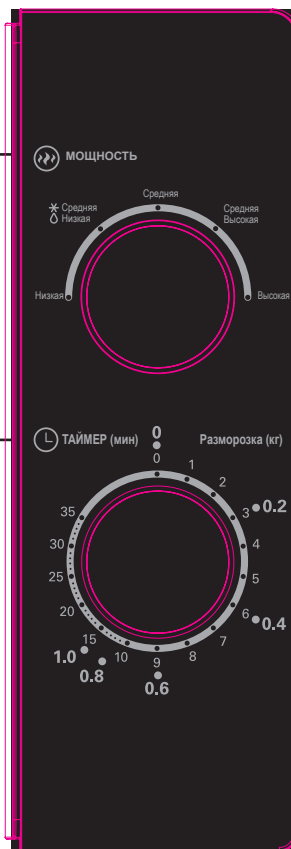 МОЩНОСТЬ
Средняя
Средняя
Низкая
Средняя
Высокая
Низкая
Высокая
ТАЙМЕР (мин)
0
Разморозка (кг)
0
1
2
35
3
0.2
30
4
25
5
20
6
0.4
15
7
1.0
10
8
9
0.8
0.6